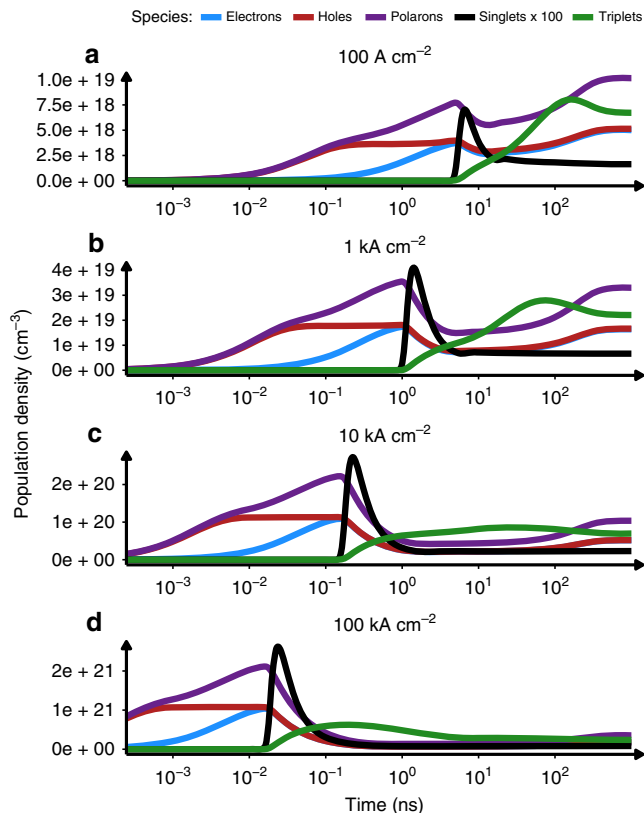 Species: Electrons Holes Polarons Singlets x 100 Triplets
a 100 A cm⁻²
1.0e + 19
7.5e + 18
5.0e + 18
2.5e + 18
0.0e + 00
10⁻³ 10⁻² 10⁻¹ 10⁰ 10¹ 10²
b 1 kA cm⁻²
4e + 19
3e + 19
2e + 19
1e + 19
0e + 00
10⁻³ 10⁻² 10⁻¹ 10⁰ 10¹ 10²
Population density (cm⁻³)
c 10 kA cm⁻²
2e + 20
1e + 20
0e + 00
10⁻³ 10⁻² 10⁻¹ 10⁰ 10¹ 10²
d 100 kA cm⁻²
2e + 21
1e + 21
0e + 00
10⁻³ 10⁻² 10⁻¹ 10⁰ 10¹ 10²
Time (ns)